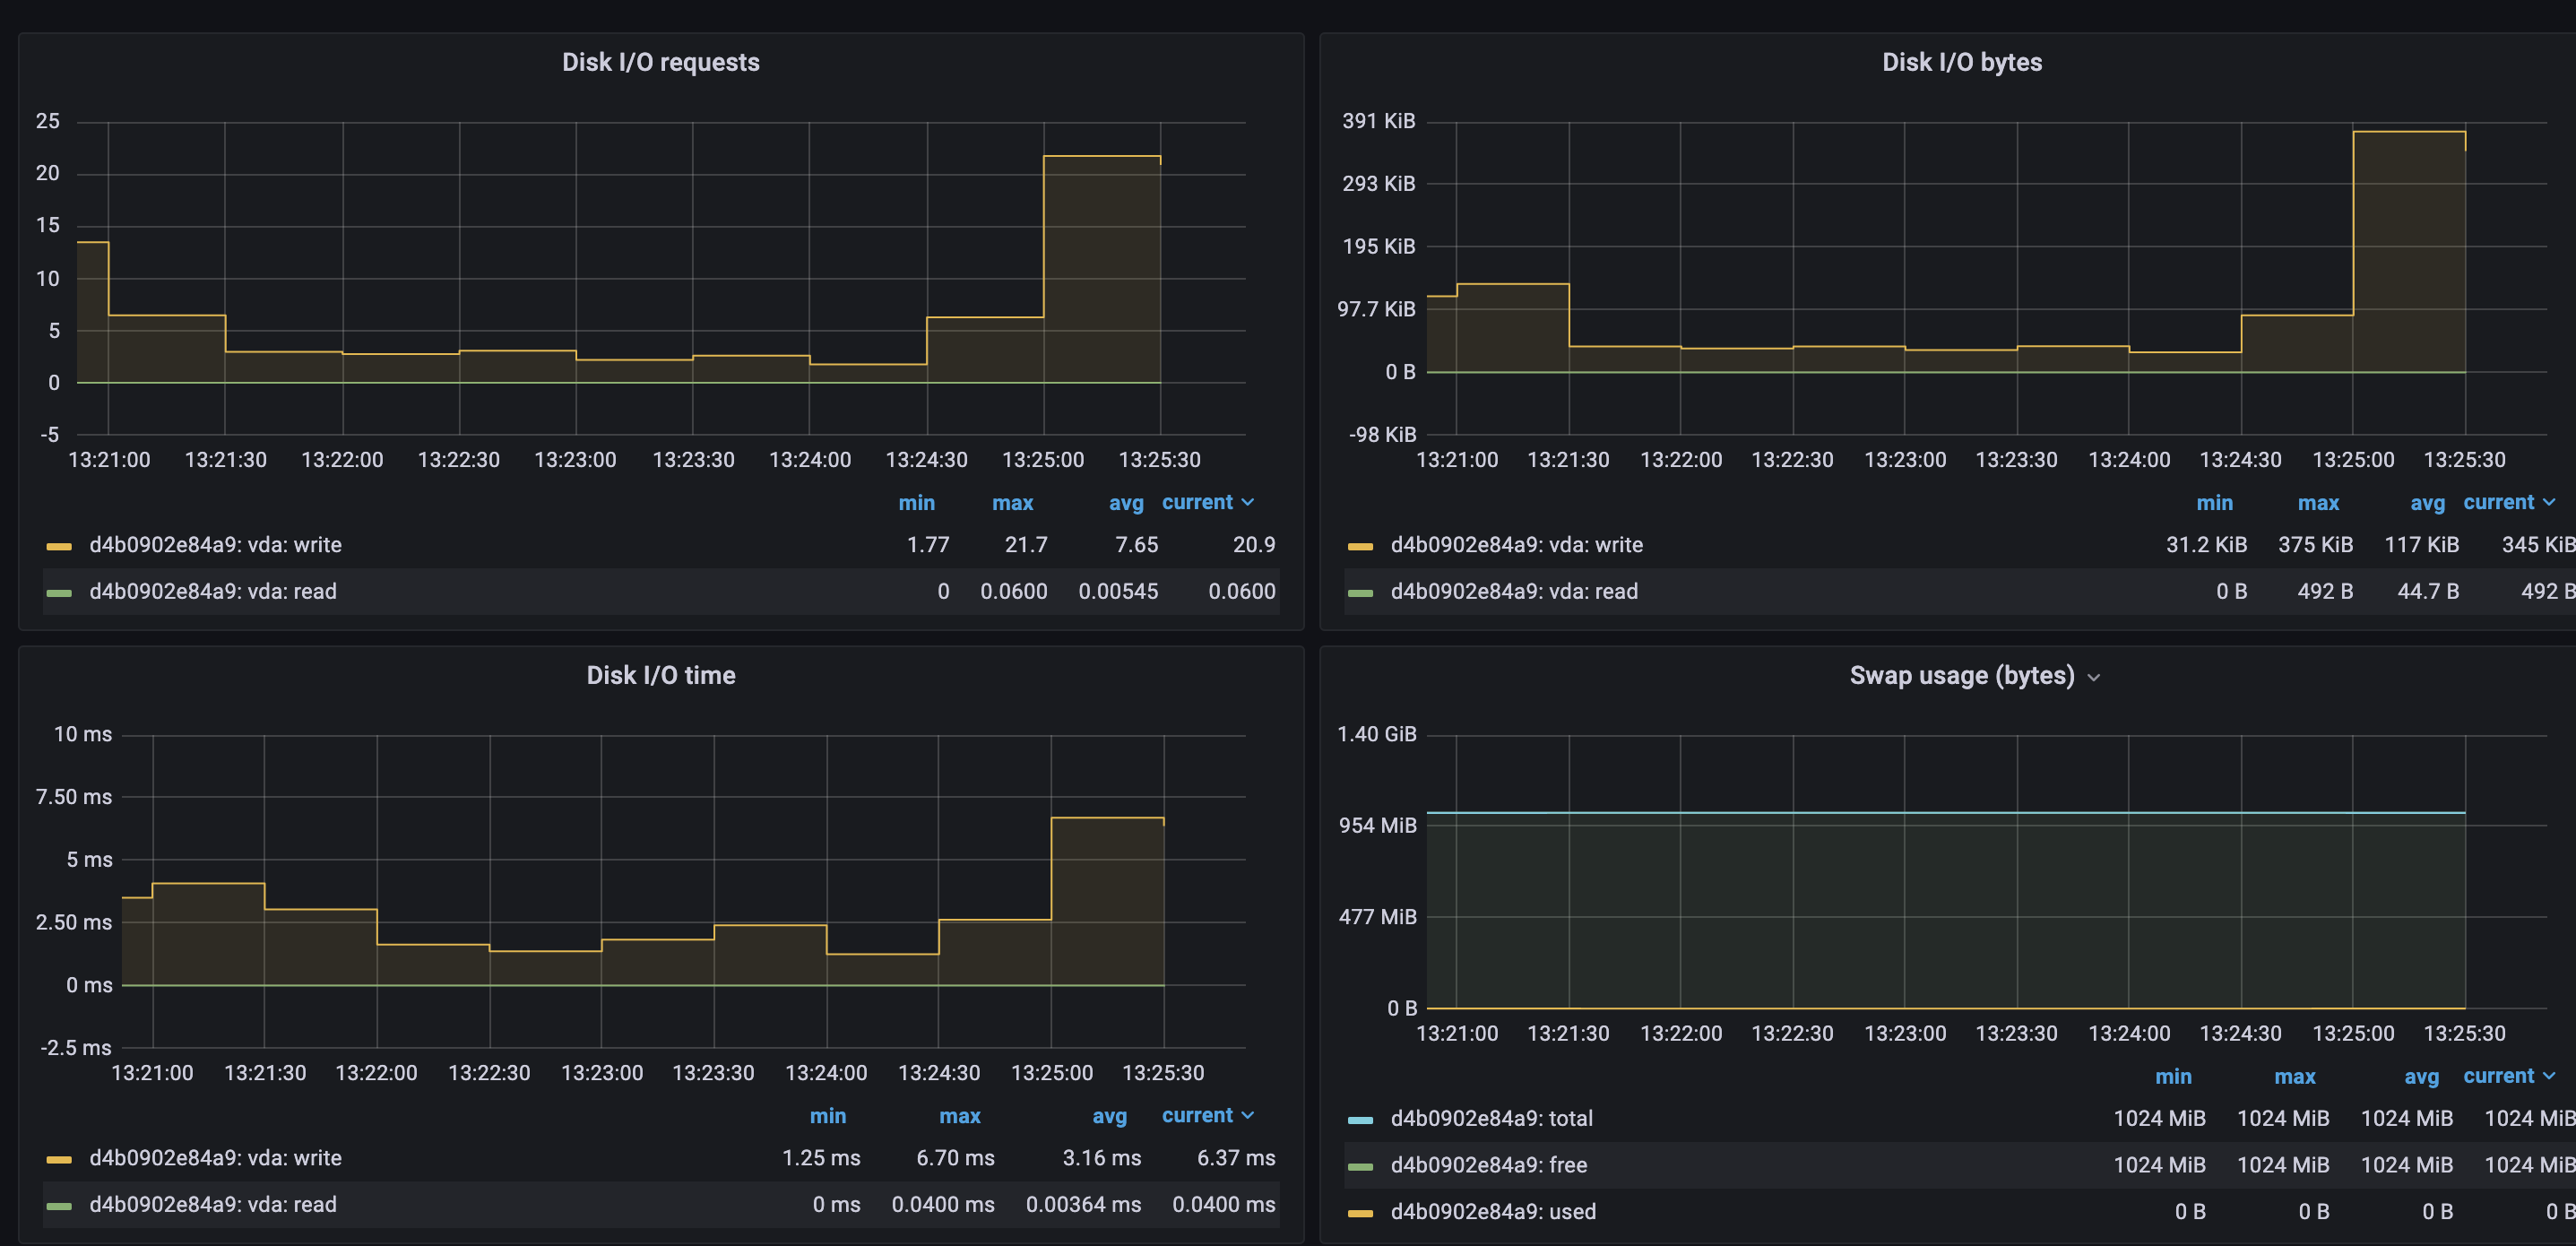 Disk I/O requests
25
20
15
10
5
0
-5
13:21:00 13:21:30 13:22:00 13:22:30 13:23:00 13:23:30 13:24:00 13:24:30 13:25:00 13:25:30
min max avg current
d4b0902e84a9: vda: write 1.77 21.7 7.65 20.9
d4b0902e84a9: vda: read 0 0.0600 0.00545 0.0600
Disk I/O bytes
391 KiB
293 KiB
195 KiB
97.7 KiB
0 B
-98 KiB
13:21:00 13:21:30 13:22:00 13:22:30 13:23:00 13:23:30 13:24:00 13:24:30 13:25:00 13:25:30
min max avg current
d4b0902e84a9: vda: write 31.2 KiB 375 KiB 117 KiB 345 KiB
d4b0902e84a9: vda: read 0 B 492 B 44.7 B 492 B
Disk I/O time
10 ms
7.50 ms
5 ms
2.50 ms
0 ms
-2.5 ms
13:21:00 13:21:30 13:22:00 13:22:30 13:23:00 13:23:30 13:24:00 13:24:30 13:25:00 13:25:30
min max avg current
d4b0902e84a9: vda: write 1.25 ms 6.70 ms 3.16 ms 6.37 ms
d4b0902e84a9: vda: read 0 ms 0.0400 ms 0.00364 ms 0.0400 ms
Swap usage (bytes)
1.40 GiB
954 MiB
477 MiB
0 B
13:21:00 13:21:30 13:22:00 13:22:30 13:23:00 13:23:30 13:24:00 13:24:30 13:25:00 13:25:30
min max avg current
d4b0902e84a9: total 1024 MiB 1024 MiB 1024 MiB 1024 MiB
d4b0902e84a9: free 1024 MiB 1024 MiB 1024 MiB 1024 MiB
d4b0902e84a9: used 0 B 0 B 0 B 0 B